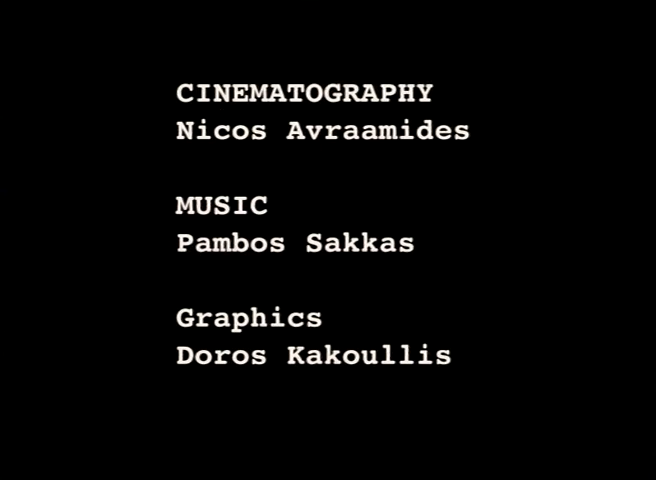 CINEMATOGRAPHY
Nicos Avraamides
MUSIC
Pambos Sakkas
Graphics
Doros Kakoullis